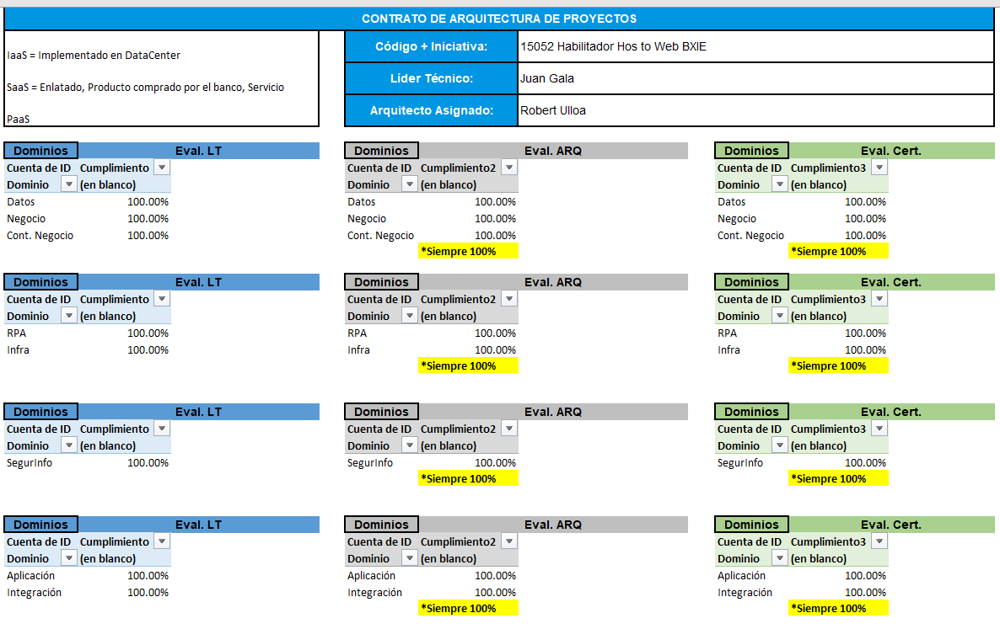 CONTRATO DE ARQUITECTURA DE PROYECTOS
IaaS = Implementado en DataCenter
SaaS = Enlatado, Producto comprado por el banco, Servicio
PaaS
Código + Iniciativa: 15052 Habilitador Hos to Web BXIE
Líder Técnico: Juan Gala
Arquitecto Asignado: Robert Ulloa
Dominios Eval. LT Dominios Eval. ARQ Dominios Eval. Cert.
Cuenta de ID Cumplimiento Cuenta de ID Cumplimiento2 Cuenta de ID Cumplimiento3
Dominio (en blanco) Dominio (en blanco) Dominio (en blanco)
Datos 100.00% Datos 100.00% Datos 100.00%
Negocio 100.00% Negocio 100.00% Negocio 100.00%
Cont. Negocio 100.00% Cont. Negocio 100.00% Cont. Negocio 100.00%
*Siempre 100% *Siempre 100%
Dominios Eval. LT Dominios Eval. ARQ Dominios Eval. Cert.
Cuenta de ID Cumplimiento Cuenta de ID Cumplimiento2 Cuenta de ID Cumplimiento3
Dominio (en blanco) Dominio (en blanco) Dominio (en blanco)
RPA 100.00% RPA 100.00% RPA 100.00%
Infra 100.00% Infra 100.00% Infra 100.00%
*Siempre 100% *Siempre 100%
Dominios Eval. LT Dominios Eval. ARQ Dominios Eval. Cert.
Cuenta de ID Cumplimiento Cuenta de ID Cumplimiento2 Cuenta de ID Cumplimiento3
Dominio (en blanco) Dominio (en blanco) Dominio (en blanco)
SegurInfo 100.00% SegurInfo 100.00% SegurInfo 100.00%
*Siempre 100% *Siempre 100%
Dominios Eval. LT Dominios Eval. ARQ Dominios Eval. Cert.
Cuenta de ID Cumplimiento Cuenta de ID Cumplimiento2 Cuenta de ID Cumplimiento3
Dominio (en blanco) Dominio (en blanco) Dominio (en blanco)
Aplicación 100.00% Aplicación 100.00% Aplicación 100.00%
Integración 100.00% Integración 100.00% Integración 100.00%
*Siempre 100% *Siempre 100%